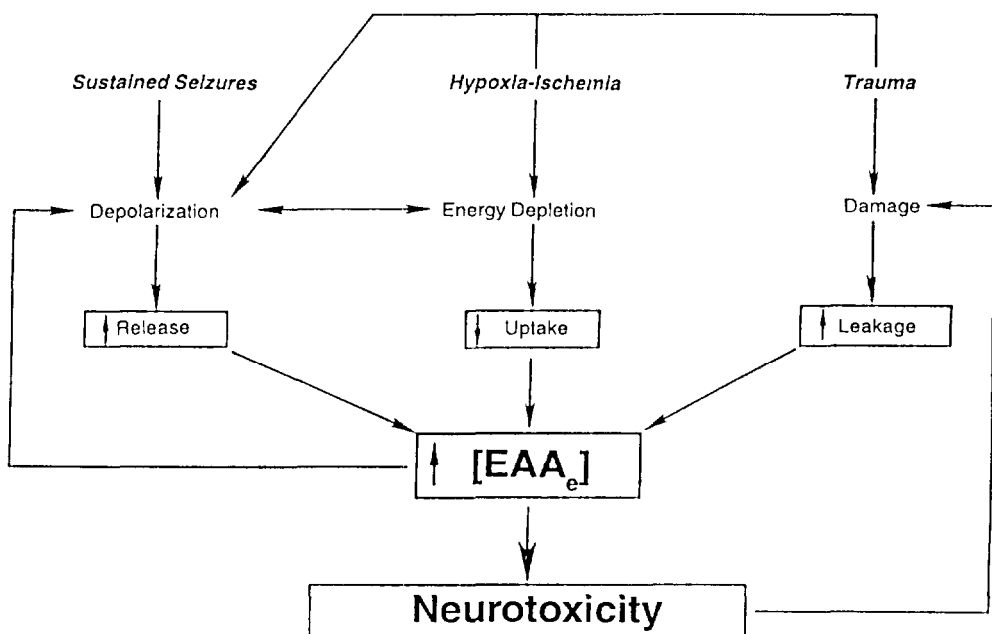 Sustained Seizures
Hypoxia-Ischemia
Trauma
Depolarization
Energy Depletion
Damage
↑ Release
↓ Uptake
↑ Leakage
↑ [EAAe]
Neurotoxicity